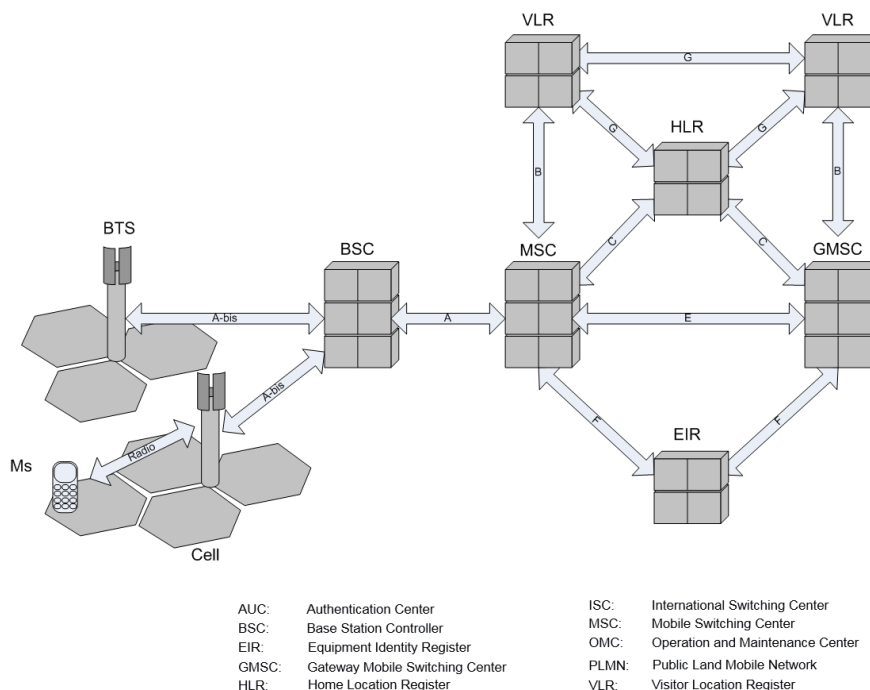 VLR
VLR
G
G
G
HLR
B
B
BTS
BSC
MSC
C
C
GMSC
A-bis
A
E
A-bis
F
F
EIR
Radio
Ms
Cell
AUC: Authentication Center
BSC: Base Station Controller
EIR: Equipment Identity Register
GMSC: Gateway Mobile Switching Center
HLR: Home Location Register
ISC: International Switching Center
MSC: Mobile Switching Center
OMC: Operation and Maintenance Center
PLMN: Public Land Mobile Network
VLR: Visitor Location Register